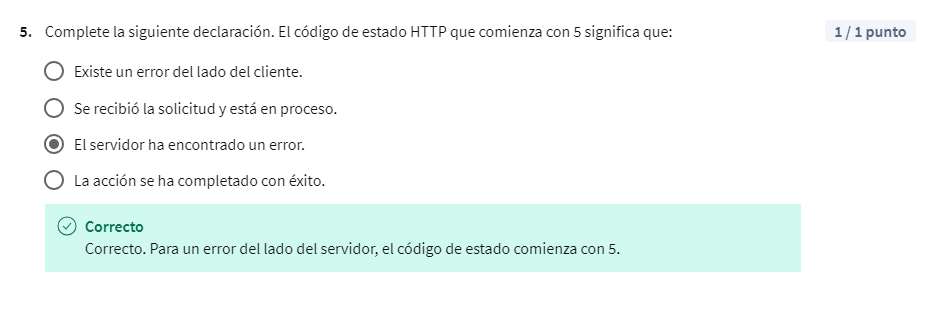 5. Complete la siguiente declaración. El código de estado HTTP que comienza con 5 significa que:
1 / 1 punto
Existe un error del lado del cliente.
Se recibió la solicitud y está en proceso.
El servidor ha encontrado un error.
La acción se ha completado con éxito.
Correcto
Correcto. Para un error del lado del servidor, el código de estado comienza con 5.